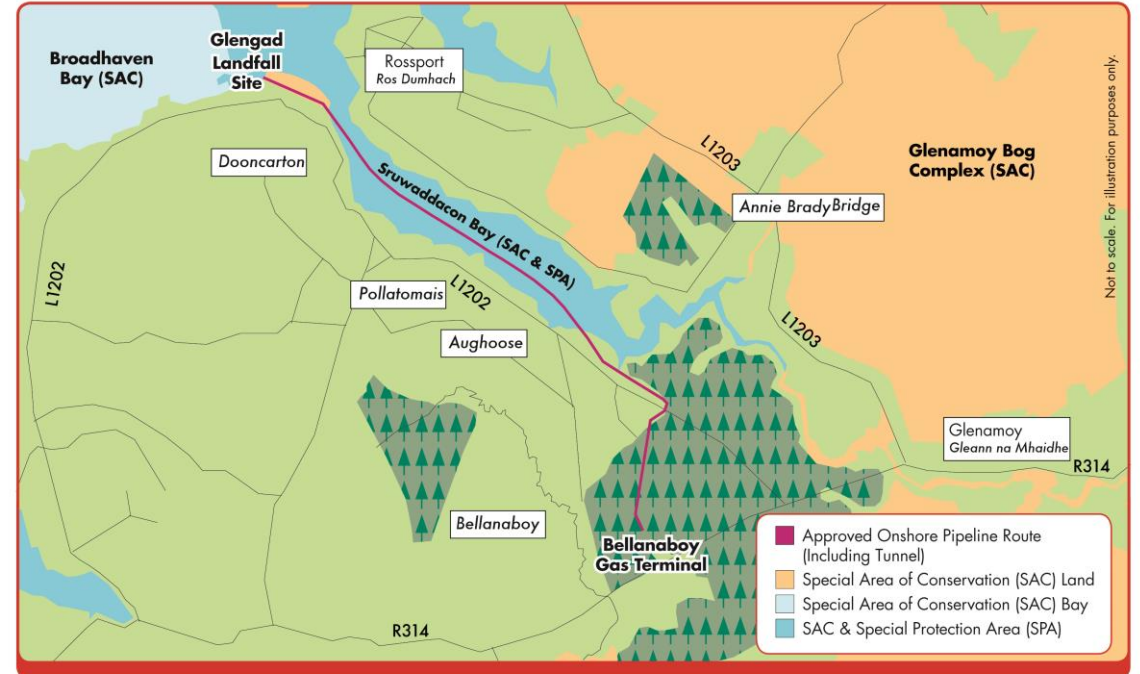 Glengad
Landfall
Site
Broadhaven
Bay (SAC)
Rossport
Ros Dumhach
Not to scale. For illustration purposes only.
L1203
Glenamoy Bog
Complex (SAC)
Dooncarton
Sruwaddacon Bay (SAC & SPA)
Annie BradyBridge
L1202
Pollatomais
L1202
Aughoose
L1203
Glenamoy
Gleann na Mhaidhe
R314
Bellanaboy
Bellanaboy
Gas Terminal
R314
Approved Onshore Pipeline Route
(Including Tunnel)
Special Area of Conservation (SAC) Land
Special Area of Conservation (SAC) Bay
SAC & Special Protection Area (SPA)